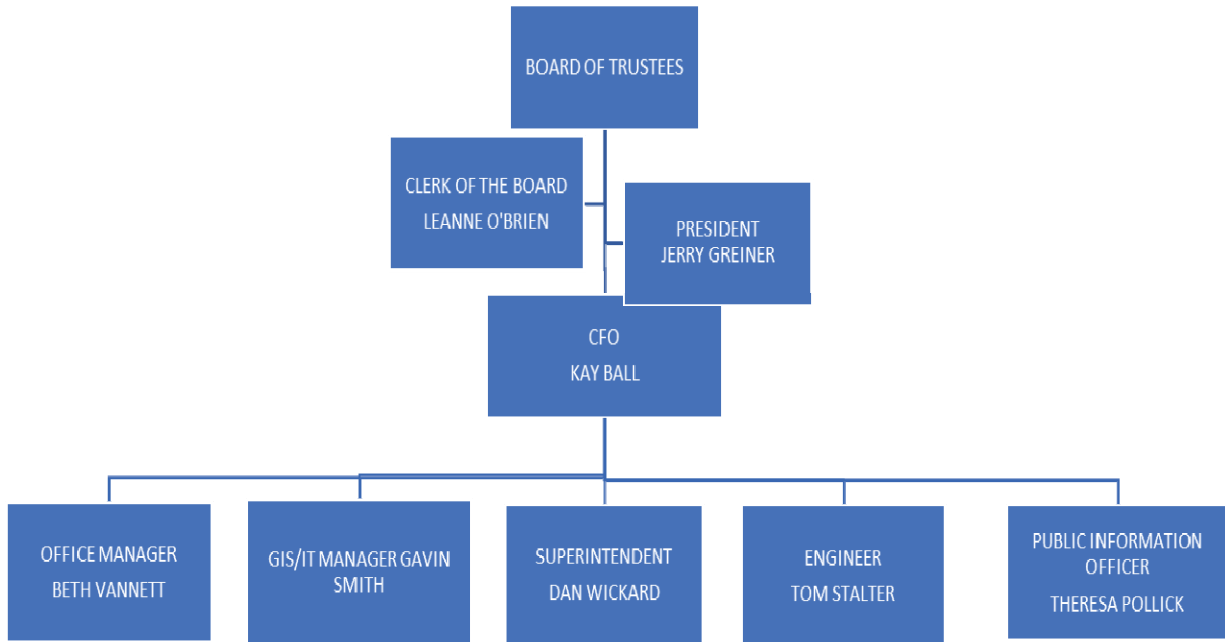 BOARD OF TRUSTEES
CLERK OF THE BOARD
LEANNE O'BRIEN
PRESIDENT
JERRY GREINER
CFO
KAY BALL
OFFICE MANAGER
BETH VANNETT
GIS/IT MANAGER GAVIN
SMITH
SUPERINTENDENT
DAN WICKARD
ENGINEER
TOM STALTER
PUBLIC INFORMATION
OFFICER
THERESA POLLICK